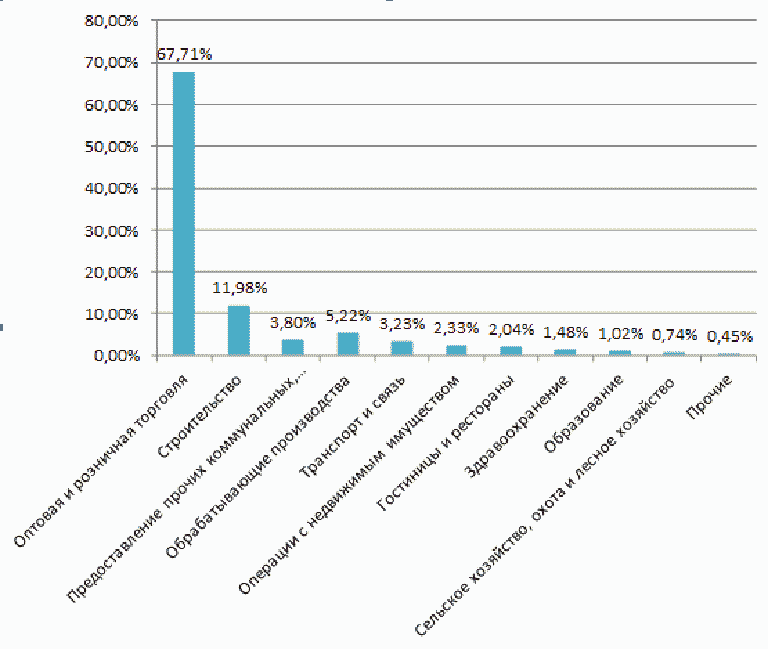 80,00%
70,00%
60,00%
50,00%
40,00%
30,00%
20,00%
10,00%
0,00%
67,71%
11,98%
3,80%
5,22%
3,23%
2,33%
2,04%
1,48%
1,02%
0,74%
0,45%
Оптовая и розничная торговля
Строительство
Предоставление прочих коммунальных,...
Обрабатывающие производства
Транспорт и связь
Операции с недвижимым имуществом
Гостиницы и рестораны
Здравоохранение
Образование
Сельское хозяйство, охота и лесное хозяйство
Прочие